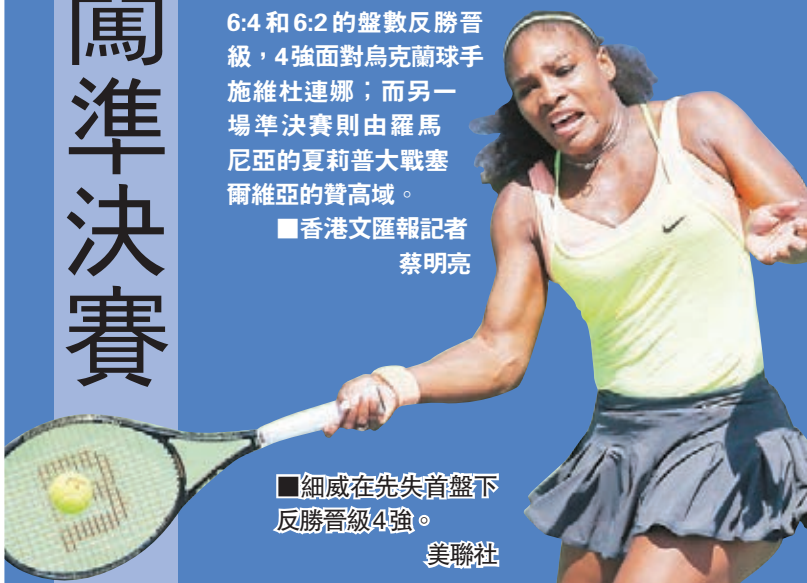 闖準決賽
6:4和6:2的盤數反勝晉
級，4強面對烏克蘭球手
施維杜連娜；而另一
場準決賽則由羅馬
尼亞的夏莉普大戰塞
爾維亞的贊高域。
■香港文匯報記者
蔡明亮
■細威在先失首盤下
反勝晉級4強。
美聯社